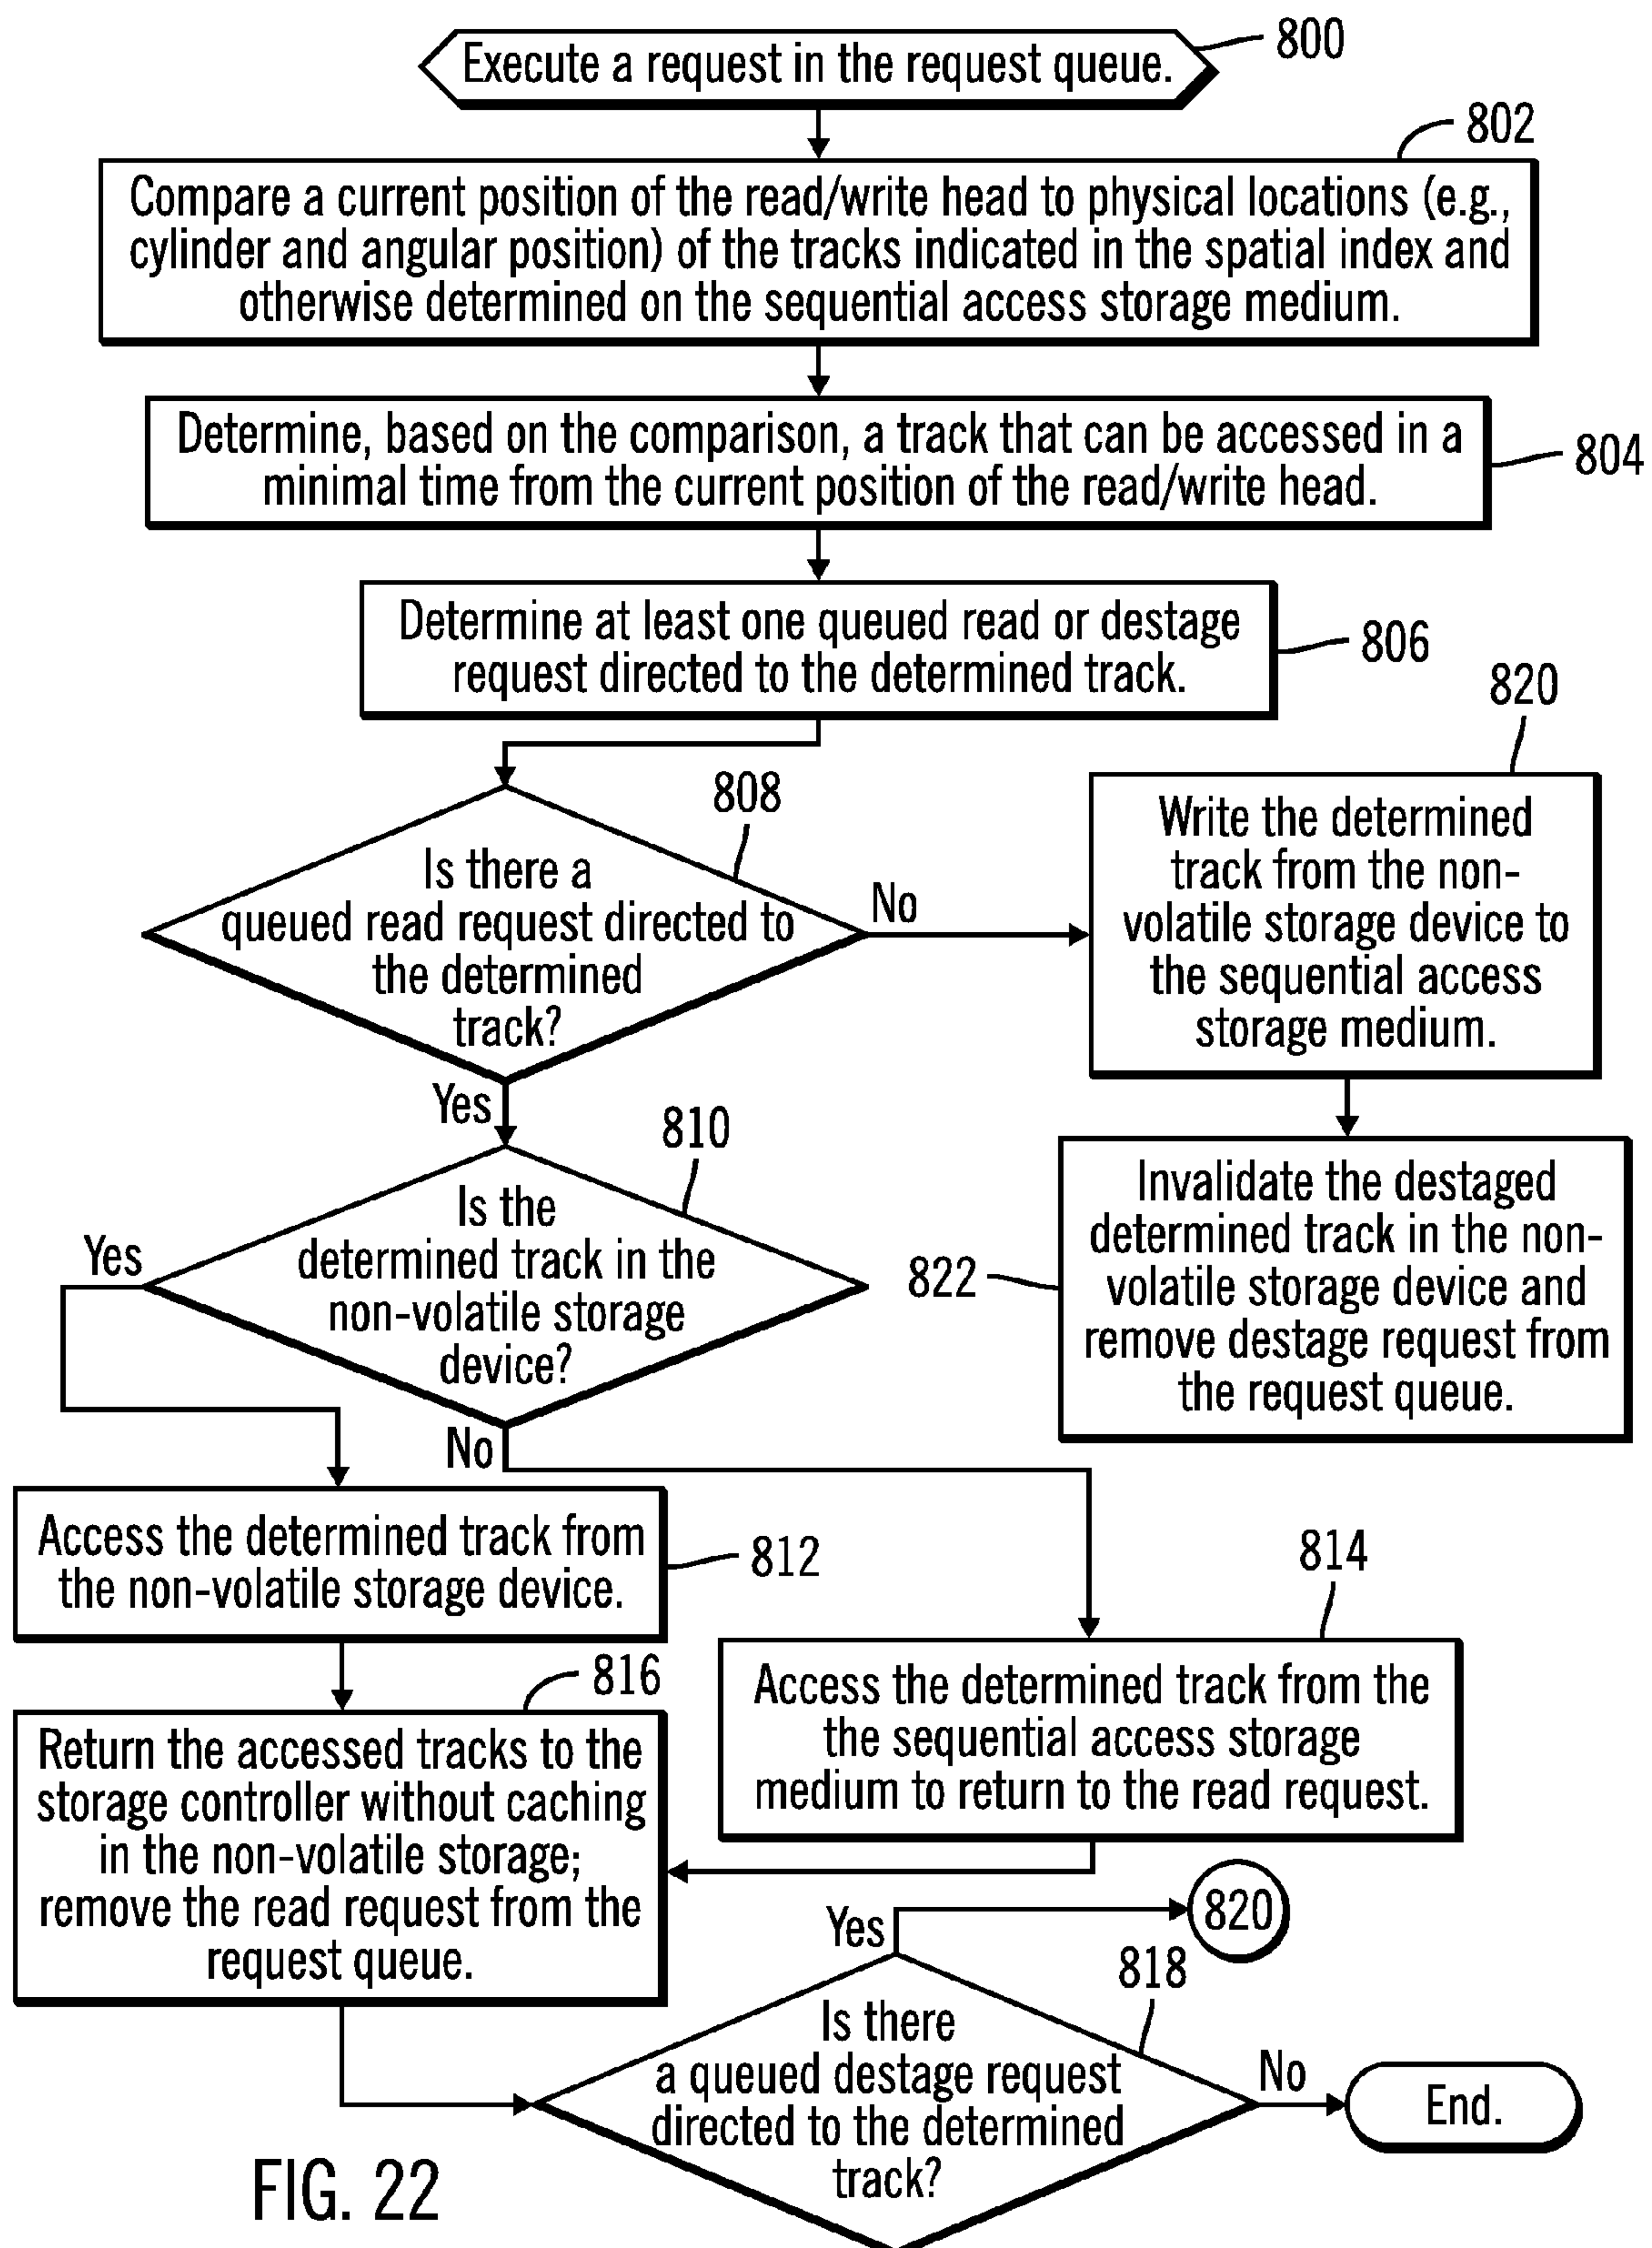 Execute a request in the request queue.
800
802
Compare a current position of the read/write head to physical locations (e.g.,
cylinder and angular position) of the tracks indicated in the spatial index and
otherwise determined on the sequential access storage medium.
Determine, based on the comparison, a track that can be accessed in a
minimal time from the current position of the read/write head.
804
Determine at least one queued read or destage
request directed to the determined track.
806
820
808
Is there a
queued read request directed to
the determined
track?
No
Write the determined
track from the non-
volatile storage device to
the sequential access
storage medium.
Yes
810
Is the
determined track in the
non-volatile storage
device?
Yes
No
822
Invalidate the destaged
determined track in the non-
volatile storage device and
remove destage request from
the request queue.
Access the determined track from
the non-volatile storage device.
812
814
Access the determined track from the
the sequential access storage
medium to return to the read request.
816
Return the accessed tracks to the
storage controller without caching
in the non-volatile storage;
remove the read request from the
request queue.
Yes
820
818
Is there
a queued destage request
directed to the determined
track?
No
End.
FIG. 22